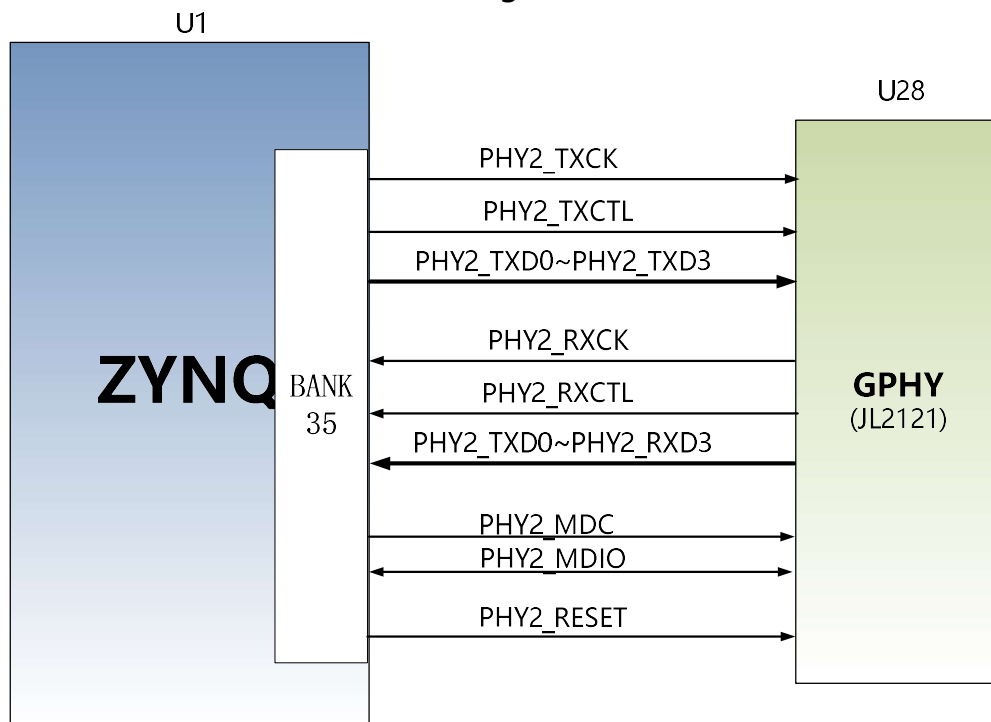 U1
U28
PHY2_TXCK
PHY2_TXCTL
PHY2_TXD0~PHY2_TXD3
PHY2_RXCK
ZYNQ
BANK
35
PHY2_RXCTL
GPHY
(JL2121)
PHY2_TXD0~PHY2_RXD3
PHY2_MDC
PHY2_MDIO
PHY2_RESET